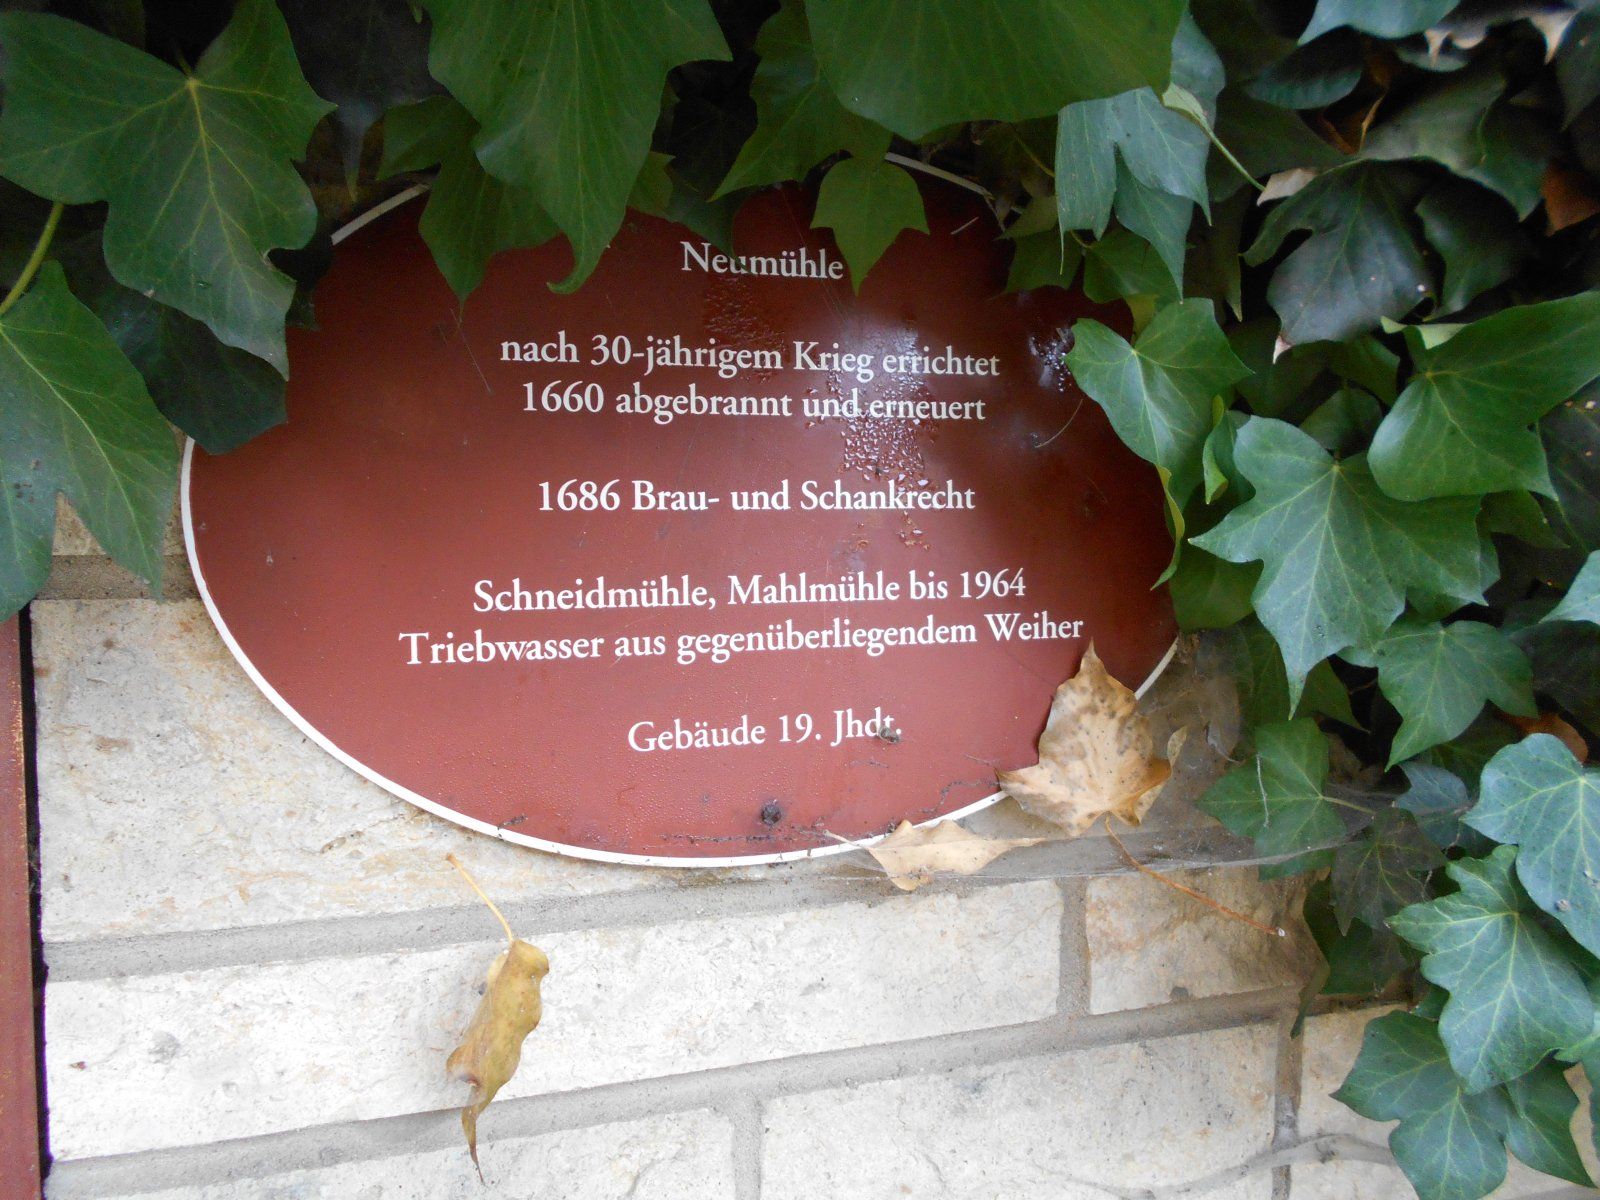 Neumühle
nach 30-jährigem Krieg errichtet
1660 abgebrannt und erneuert
1686 Brau- und Schankrecht
Schneidmühle, Mahlmühle bis 1964
Triebwasser aus gegenüberliegendem Weiher
Gebäude 19. Jhdt.